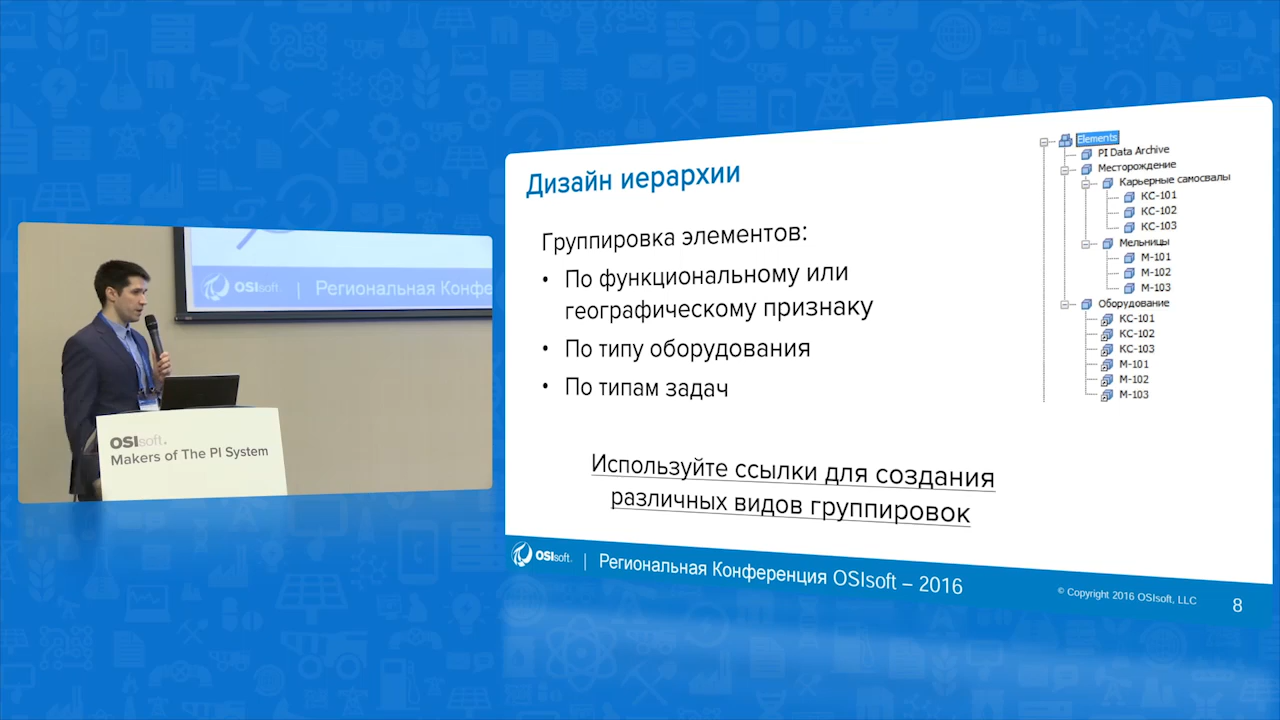 OSIsoft.
Региональная Конфе
OSIsoft.
Makers of The PI System
Дизайн иерархии
Группировка элементов:
• По функциональному или
географическому признаку
• По типу оборудования
• По типам задач
Используйте ссылки для создания
различных видов группировок
Elements
PI Data Archive
Месторождение
Карьерные самосвалы
КС-101
КС-102
КС-103
Мельницы
М-101
М-102
М-103
Оборудование
КС-101
КС-102
КС-103
М-101
М-102
М-103
OSIsoft. | Региональная Конференция OSIsoft – 2016
© Copyright 2016 OSIsoft, LLC
8